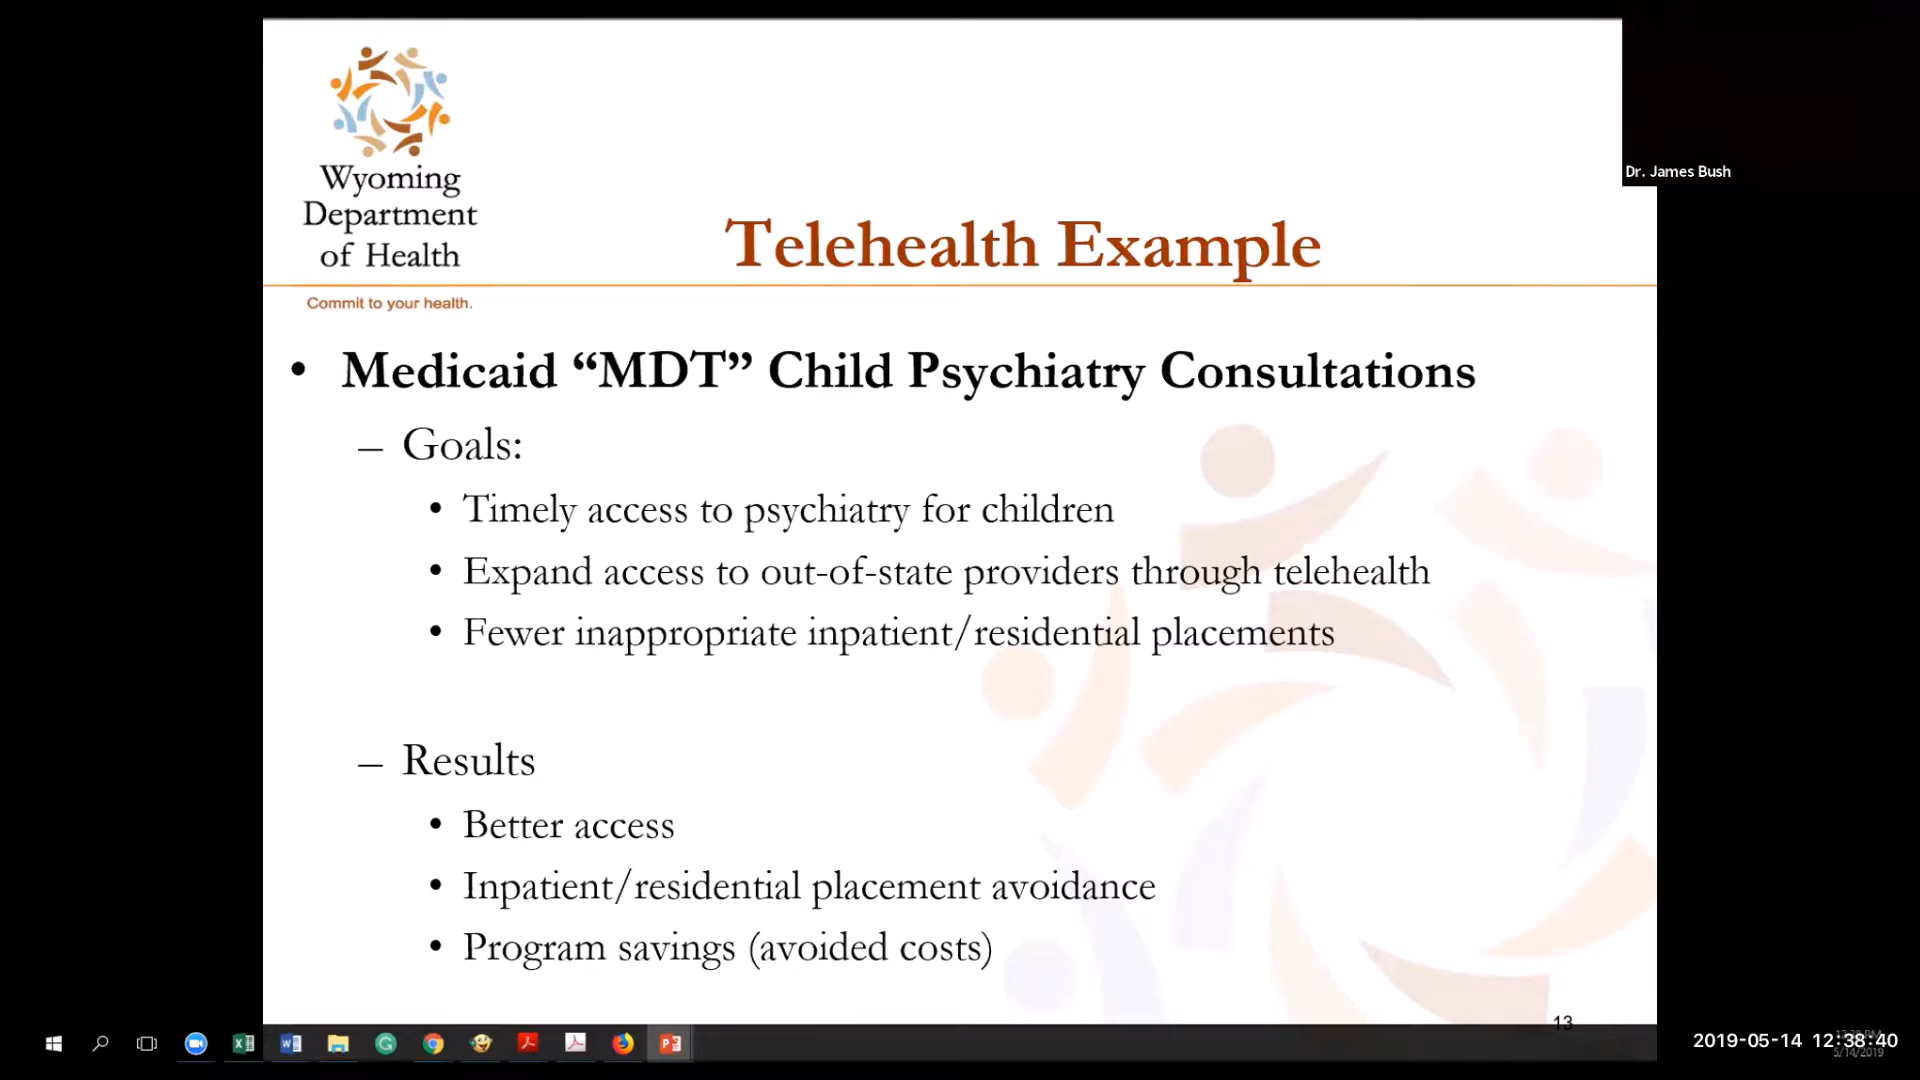 Wyoming
Department
of Health
Commit to your health.
Dr. James Bush
Telehealth Example
• Medicaid “MDT” Child Psychiatry Consultations
– Goals:
• Timely access to psychiatry for children
• Expand access to out-of-state providers through telehealth
• Fewer inappropriate inpatient/residential placements
– Results
• Better access
• Inpatient/residential placement avoidance
• Program savings (avoided costs)
13
2019-05-14 12:38:40
5/14/2019